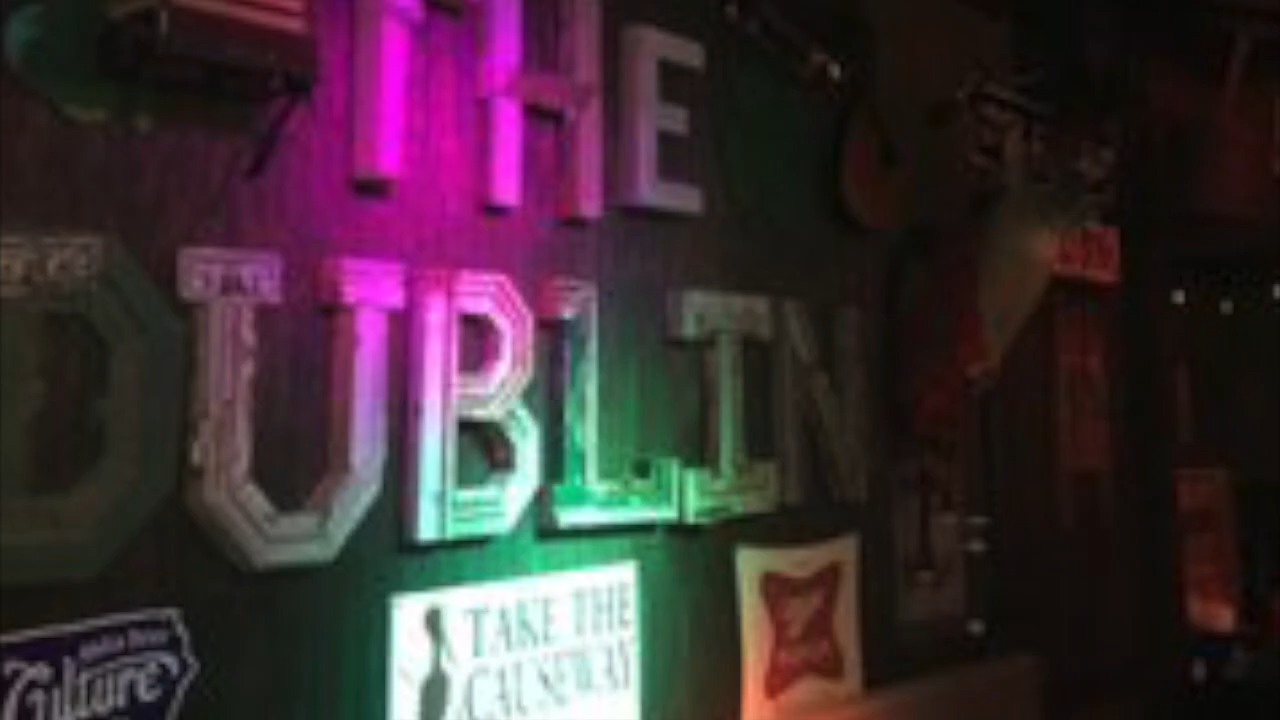 THE
DUBLIN
TAKE THE
CAUSEWAY
Culture